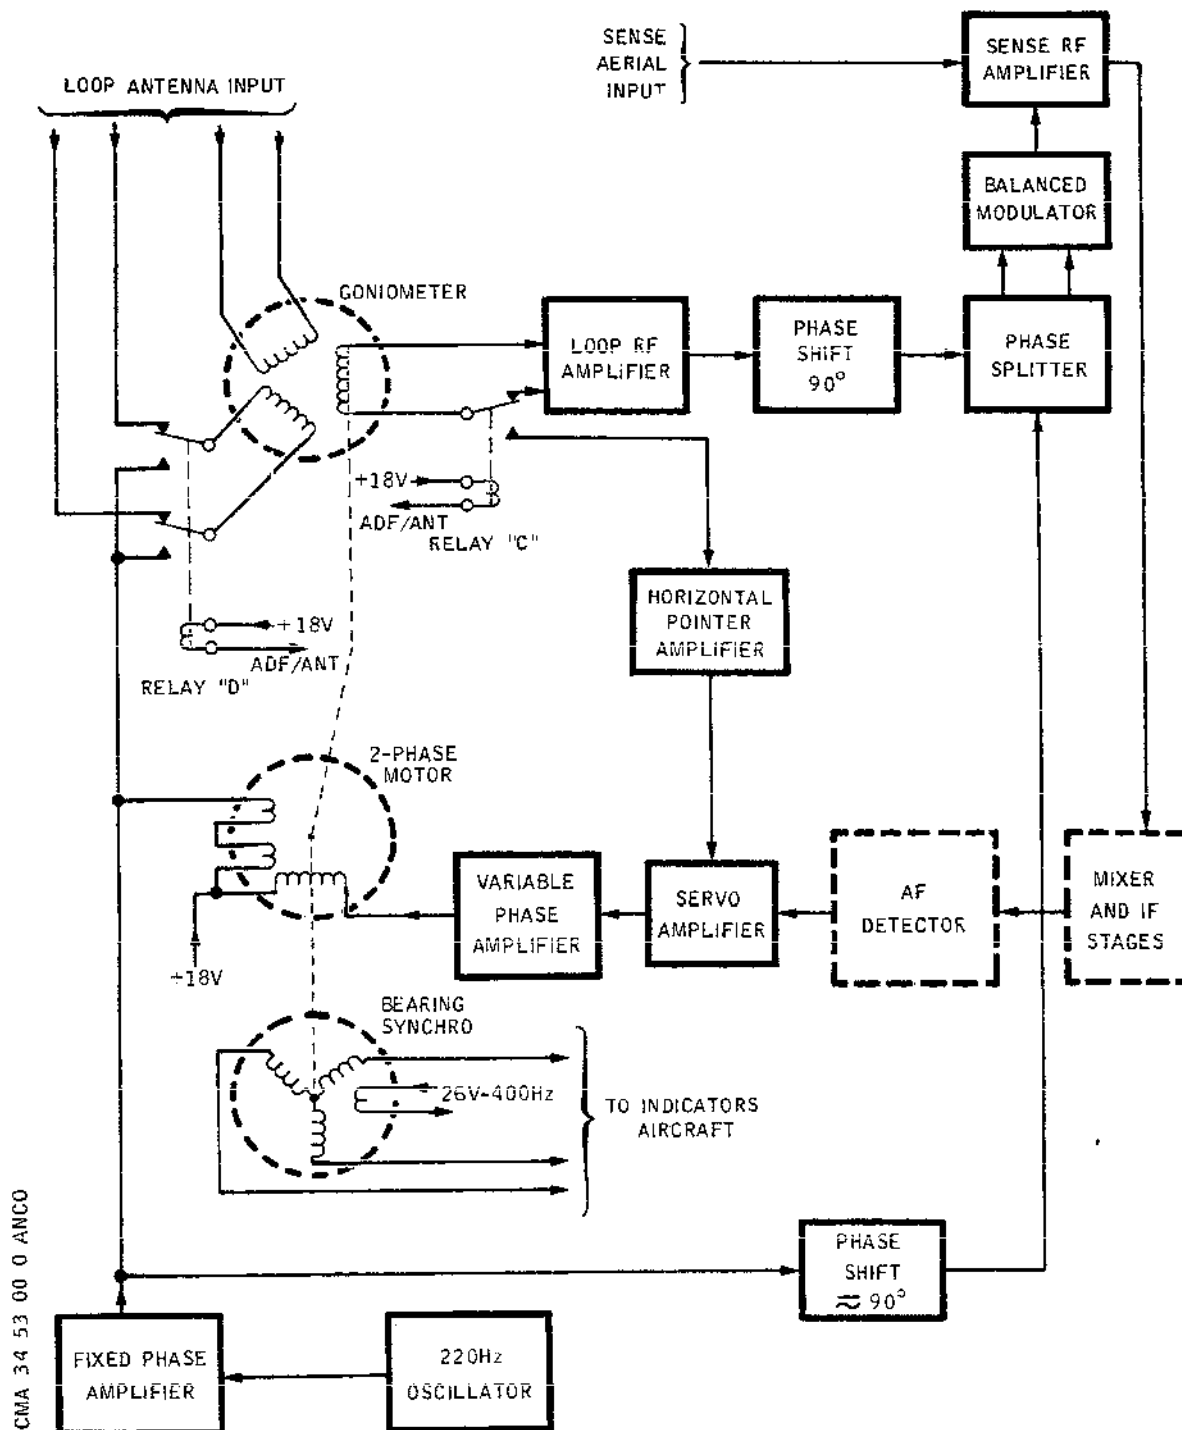 SENSE
AERIAL
INPUT
SENSE RF
AMPLIFIER
LOOP ANTENNA INPUT
BALANCED
MODULATOR
GONIOMETER
LOOP RF
AMPLIFIER
PHASE
SHIFT
90°
PHASE
SPLITTER
+18V
ADF/ANT
RELAY "C"
HORIZONTAL
POINTER
AMPLIFIER
+18V
ADF/ANT
RELAY "D"
2-PHASE
MOTOR
VARIABLE
PHASE
AMPLIFIER
SERVO
AMPLIFIER
AF
DETECTOR
MIXER
AND IF
STAGES
+18V
BEARING
SYNCHRO
26V-400Hz
TO INDICATORS
AIRCRAFT
PHASE
SHIFT
≈ 90°
FIXED PHASE
AMPLIFIER
220Hz
OSCILLATOR
CMA 34 53 00 0 ANCO